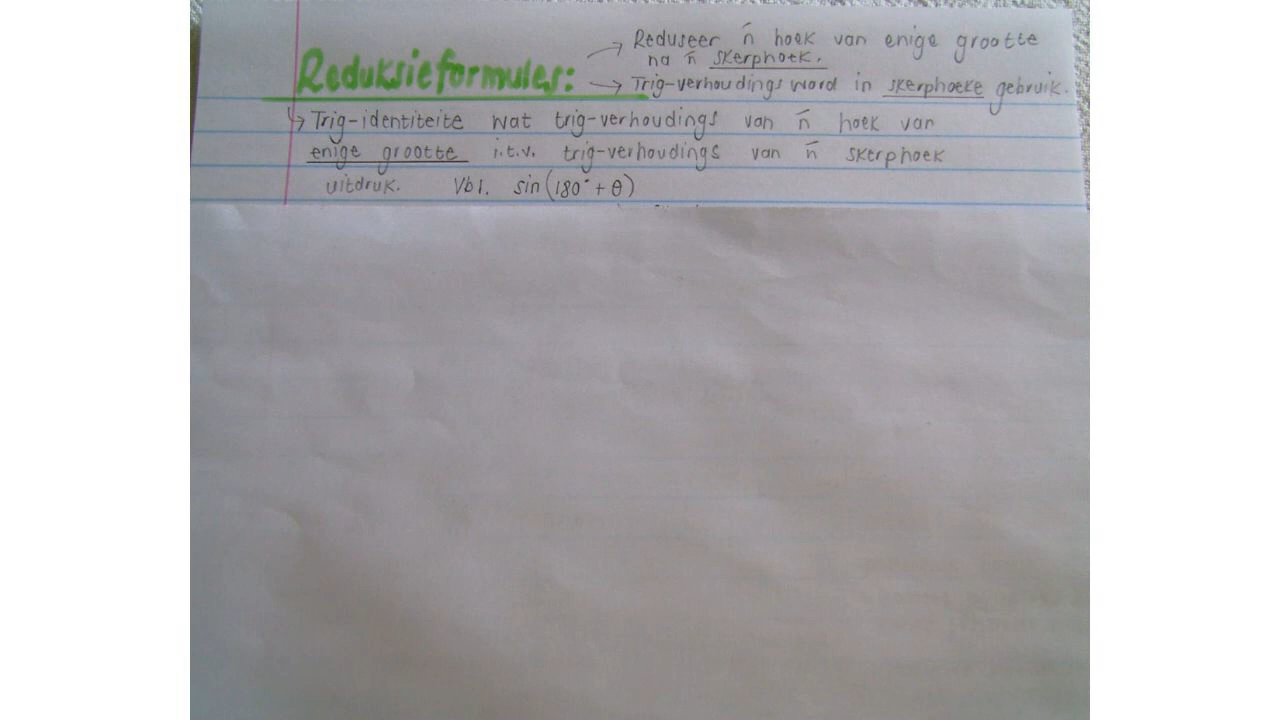 Reduksieformules:
→ Reduseer ń hoek van enige grootte
na ń skerphoek.
→ Trig-verhoudings word in skerphoeke gebruik.
↳ Trig-identiteite wat trig-verhoudings van ń hoek van
enige grootte i.t.v. trig-verhoudings van ń skerphoek
uitdruk. Vb1. sin(180° + θ)